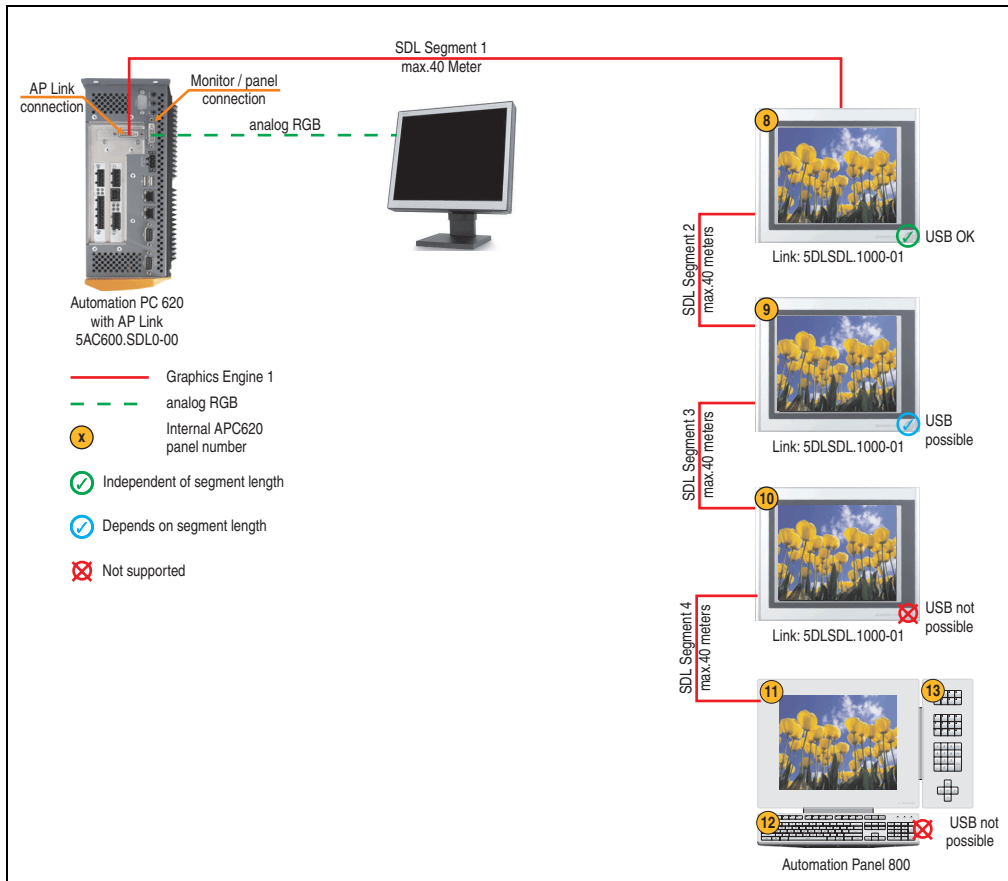 SDL Segment 1
max.40 Meter
AP Link
connection
Monitor / panel
connection
analog RGB
8
USB OK
Link: 5DLSDL.1000-01
SDL Segment 2
max.40 meters
Automation PC 620
with AP Link
5AC600.SDL0-00
9
USB
possible
Link: 5DLSDL.1000-01
Graphics Engine 1
analog RGB
x
Internal APC620
panel number
Independent of segment length
Depends on segment length
Not supported
SDL Segment 3
max.40 meters
10
USB not
possible
Link: 5DLSDL.1000-01
SDL Segment 4
max.40 meters
11
13
12
USB not
possible
Automation Panel 800